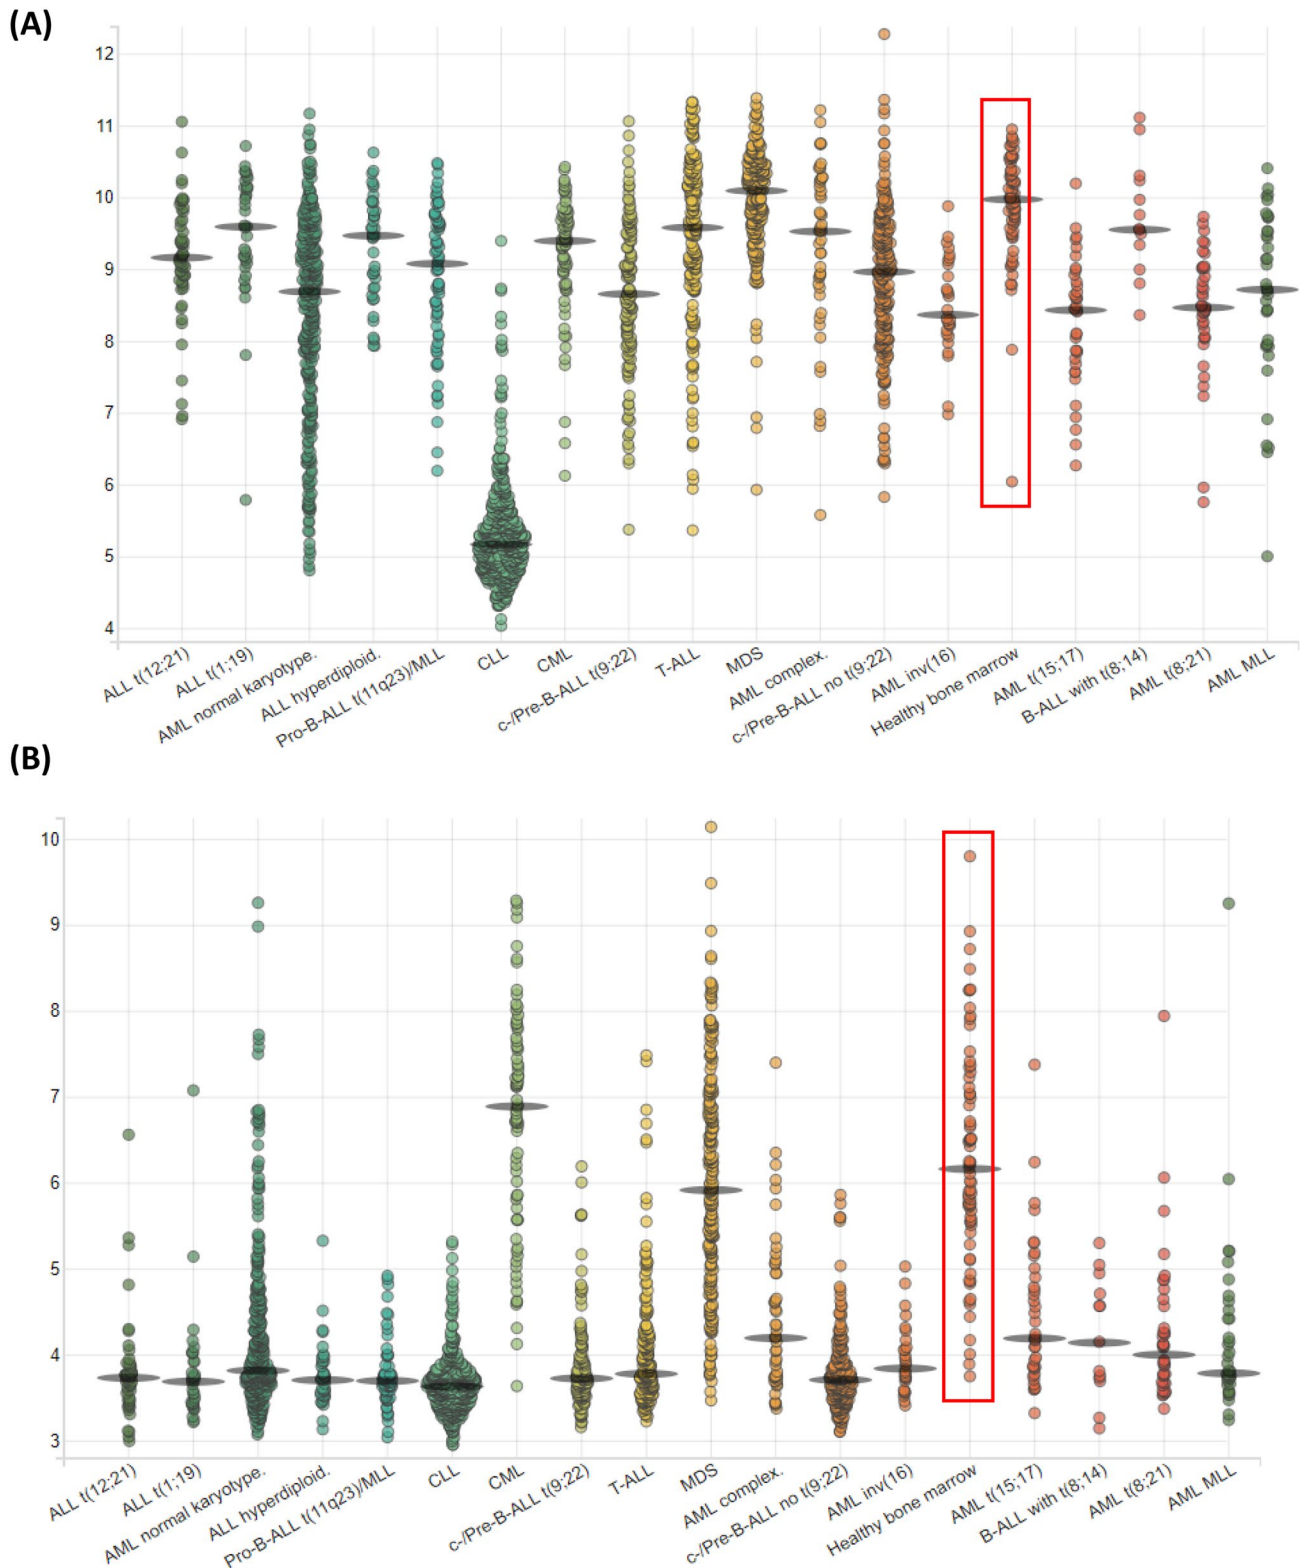 (A)
12
11
10
9
8
7
6
5
4
ALL t(12;21)
ALL t(1;19)
AML normal karyotype.
ALL hyperdiploid.
Pro-B-ALL t(11q23)/MLL
CLL
CML
c-/Pre-B-ALL t(9;22)
T-ALL
MDS
AML complex.
c-/Pre-B-ALL no t(9;22)
AML inv(16)
Healthy bone marrow
AML t(15;17)
B-ALL with t(8;14)
AML t(8;21)
AML MLL
(B)
10
9
8
7
6
5
4
3
ALL t(12;21)
ALL t(1;19)
AML normal karyotype.
ALL hyperdiploid.
Pro-B-ALL t(11q23)/MLL
CLL
CML
c-/Pre-B-ALL t(9;22)
T-ALL
MDS
AML complex.
c-/Pre-B-ALL no t(9;22)
AML inv(16)
Healthy bone marrow
AML t(15;17)
B-ALL with t(8;14)
AML t(8;21)
AML MLL